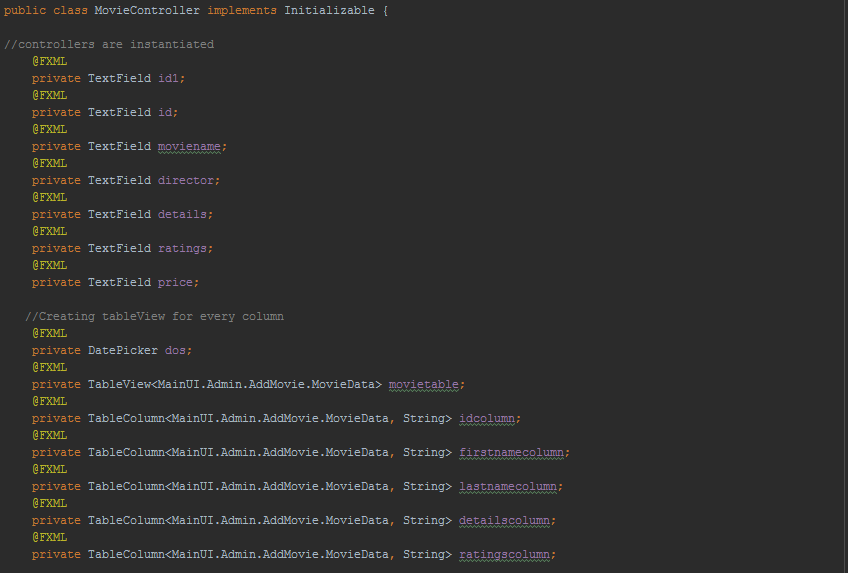 public class MovieController implements Initializable {
//controllers are instantiated
@FXML
private TextField id1;
@FXML
private TextField id;
@FXML
private TextField moviename;
@FXML
private TextField director;
@FXML
private TextField details;
@FXML
private TextField ratings;
@FXML
private TextField price;
//Creating tableView for every column
@FXML
private DatePicker dos;
@FXML
private TableView<MainUI.Admin.AddMovie.MovieData> movietable;
@FXML
private TableColumn<MainUI.Admin.AddMovie.MovieData, String> idcolumn;
@FXML
private TableColumn<MainUI.Admin.AddMovie.MovieData, String> firstnamecolumn;
@FXML
private TableColumn<MainUI.Admin.AddMovie.MovieData, String> lastnamecolumn;
@FXML
private TableColumn<MainUI.Admin.AddMovie.MovieData, String> detailscolumn;
@FXML
private TableColumn<MainUI.Admin.AddMovie.MovieData, String> ratingscolumn;